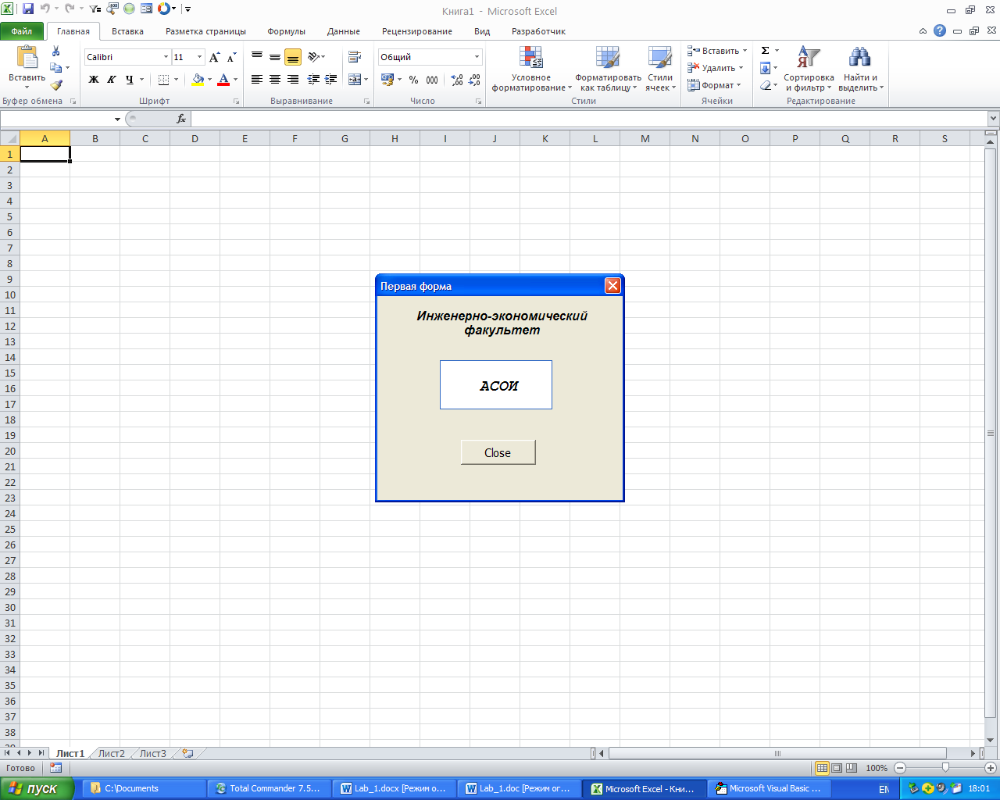 Книга1 - Microsoft Excel
Файл Главная Вставка Разметка страницы Формулы Данные Рецензирование Вид Разработчик
Calibri 11 Общий
Вставить
Ж К Ч
% 000
Условное форматирование
Форматировать как таблицу
Стили ячеек
Вставить
Удалить
Формат
Σ
Сортировка и фильтр
Найти и выделить
Буфер обмена Шрифт Выравнивание Число Стили Ячейки Редактирование
fx
A B C D E F G H I J K L M N O P Q R S
1
2
3
4
5
6
7
8
9
10
11
12
13
14
15
16
17
18
19
20
21
22
23
24
25
26
27
28
29
30
31
32
33
34
35
36
37
38
Первая форма
Инженерно-экономический
факультет
АСОИ
Close
Лист1 Лист2 Лист3
Готово 100%
пуск C:\Documents Total Commander 7.5... Lab_1.docx [Режим о... Lab_1.doc [Режим ог... Microsoft Excel - Кни... Microsoft Visual Basic ... EN 18:01